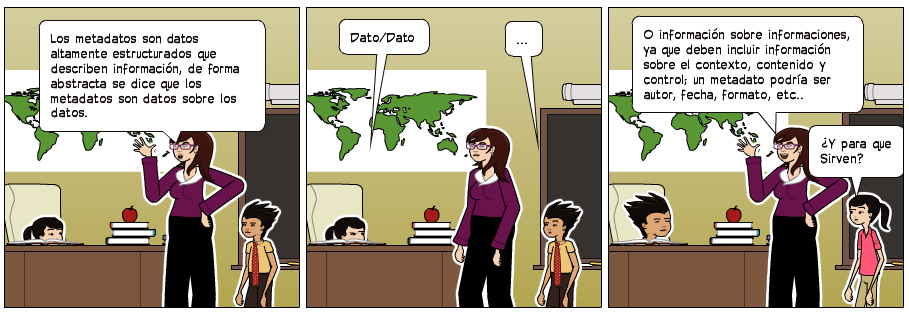 Los metadatos son datos
altamente estructurados que
describen información, de forma
abstracta se dice que los
metadatos son datos sobre los
datos.
Dato/Dato
...
O información sobre informaciones,
ya que deben incluir información
sobre el contexto, contenido y
control; un metadato podría ser
autor, fecha, formato, etc..
¿Y para que
Sirven?